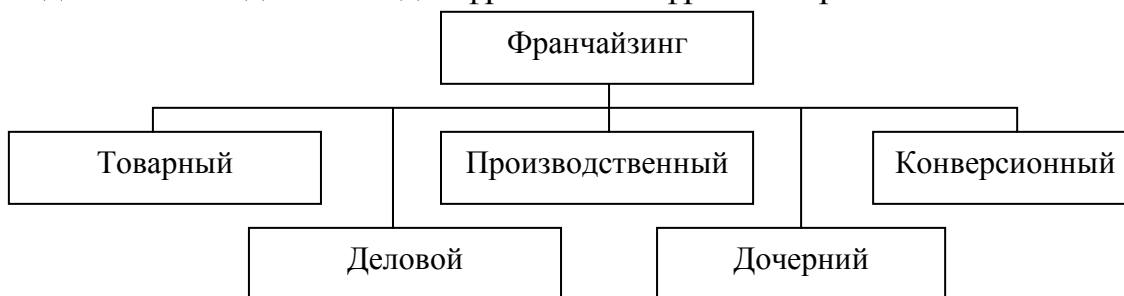 Франчайзинг
Товарный
Производственный
Конверсионный
Деловой
Дочерний